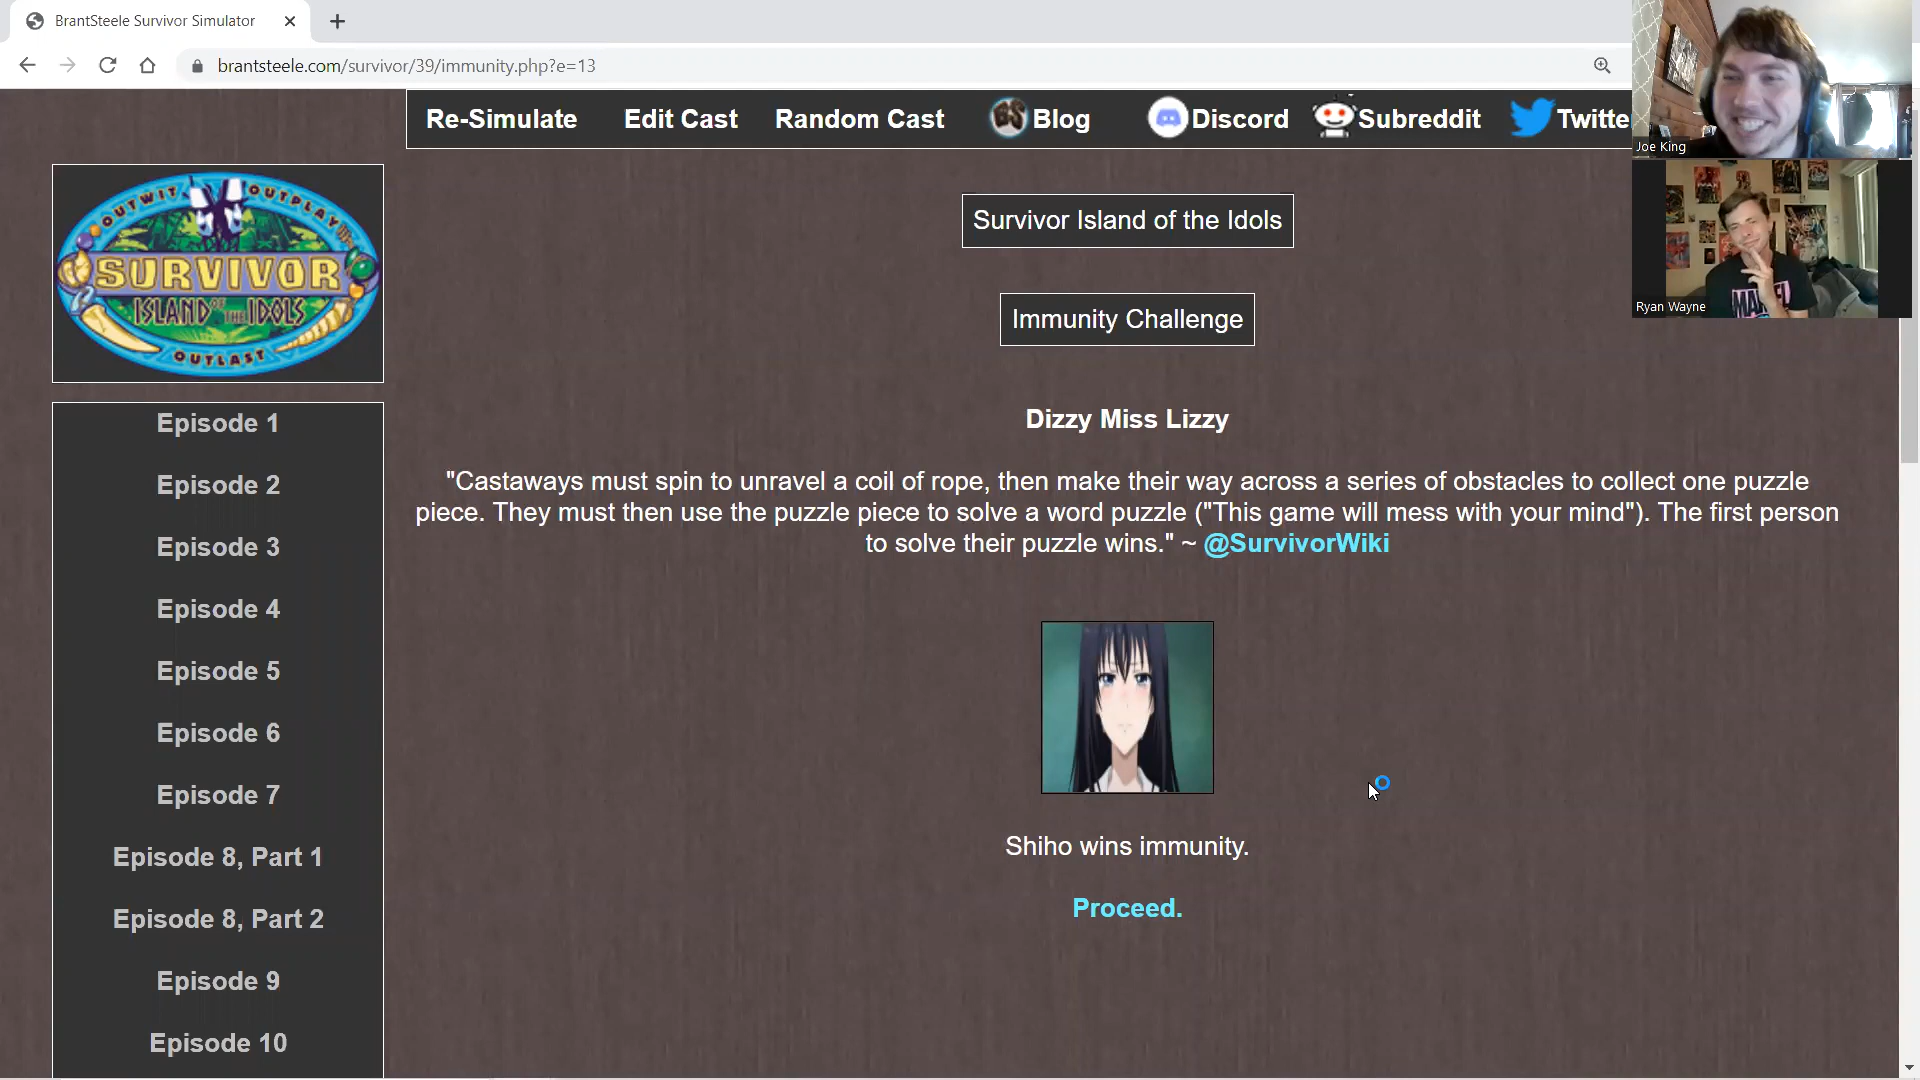 BrantSteele Survivor Simulator
brantsteele.com/survivor/39/immunity.php?e=13
Re-Simulate Edit Cast Random Cast BS Blog Discord Subreddit Twitte
Joe King
Ryan Wayne
MARVEL
OUTWIT OUTPLAY
SURVIVOR
ISLAND OF THE IDOLS
OUTLAST
Survivor Island of the Idols
Immunity Challenge
Dizzy Miss Lizzy
"Castaways must spin to unravel a coil of rope, then make their way across a series of obstacles to collect one puzzle
piece. They must then use the puzzle piece to solve a word puzzle ("This game will mess with your mind"). The first person
to solve their puzzle wins." ~ @SurvivorWiki
Shiho wins immunity.
Proceed.
Episode 1
Episode 2
Episode 3
Episode 4
Episode 5
Episode 6
Episode 7
Episode 8, Part 1
Episode 8, Part 2
Episode 9
Episode 10